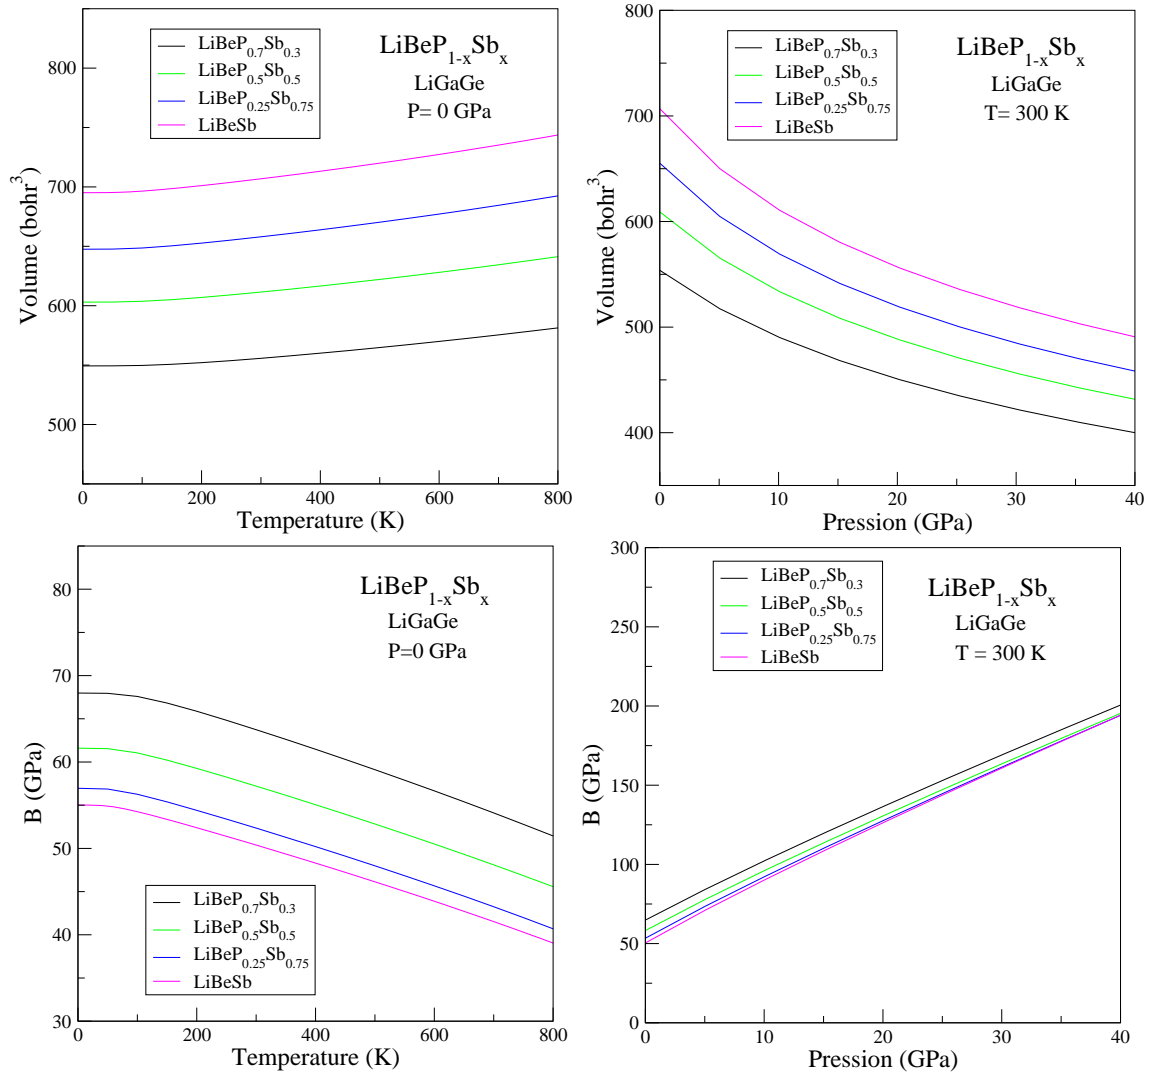 LiBeP0.7Sb0.3
LiBeP0.5Sb0.5
LiBeP0.25Sb0.75
LiBeSb
LiBeP1-xSbx
LiGaGe
P= 0 GPa
800
700
600
500
0
200
400
600
800
Volume (bohr3)
Temperature (K)
LiBeP0.7Sb0.3
LiBeP0.5Sb0.5
LiBeP0.25Sb0.75
LiBeSb
LiBeP1-xSbx
LiGaGe
T= 300 K
800
700
600
500
400
0
10
20
30
40
Volume (bohr3)
Pression (GPa)
LiBeP1-xSbx
LiGaGe
P=0 GPa
80
70
60
50
40
30
0
200
400
600
800
B (GPa)
LiBeP0.7Sb0.3
LiBeP0.5Sb0.5
LiBeP0.25Sb0.75
LiBeSb
Temperature (K)
LiBeP0.7Sb0.3
LiBeP0.5Sb0.5
LiBeP0.25Sb0.75
LiBeSb
LiBeP1-xSbx
LiGaGe
T = 300 K
300
250
200
150
100
50
0
0
10
20
30
40
B (GPa)
Pression (GPa)